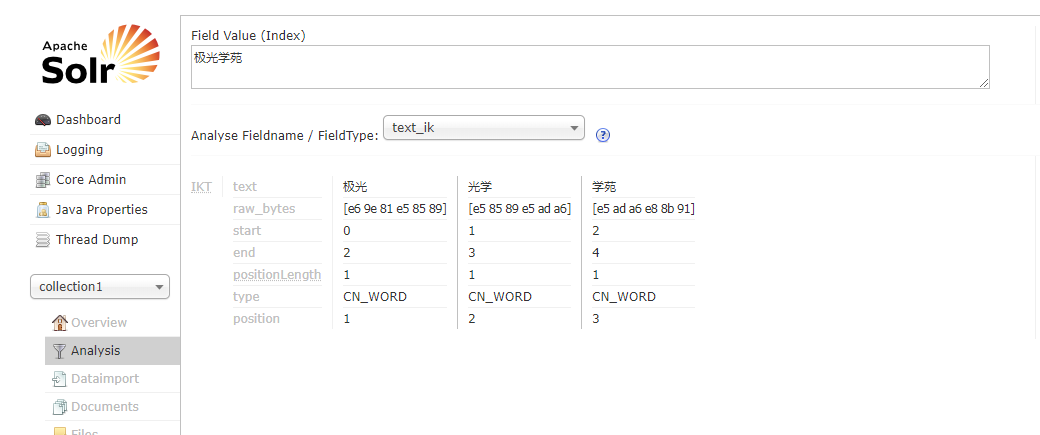 Apache
Solr
Dashboard
Logging
Core Admin
Java Properties
Thread Dump
collection1
Overview
Analysis
Dataimport
Documents
Files
Field Value (Index)
极光学苑
Analyse Fieldname / FieldType: text_ik ?
IKT text 极光 光学 学苑
raw_bytes [e6 9e 81 e5 85 89] [e5 85 89 e5 ad a6] [e5 ad a6 e8 8b 91]
start 0 1 2
end 2 3 4
positionLength 1 1 1
type CN_WORD CN_WORD CN_WORD
position 1 2 3